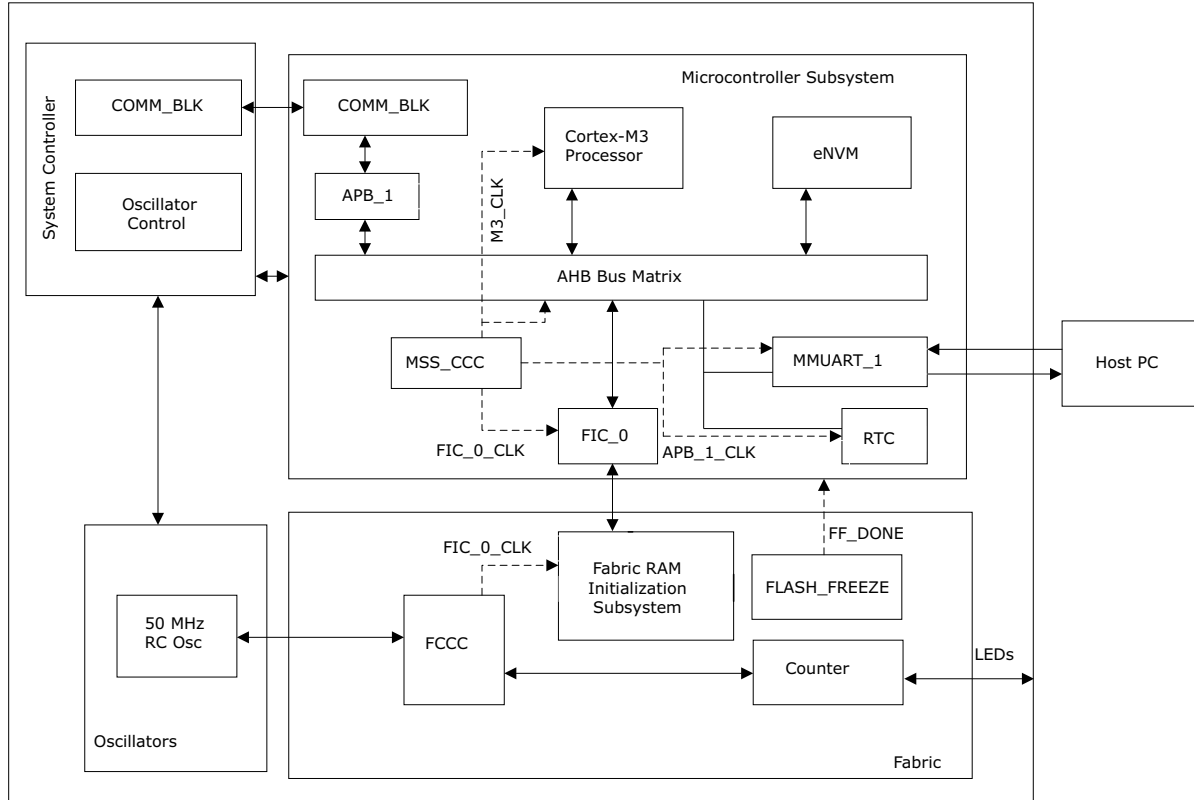 Microcontroller Subsystem
System Controller
COMM_BLK
Oscillator
Control
COMM_BLK
APB_1
Cortex-M3
Processor
eNVM
M3_CLK
AHB Bus Matrix
MSS_CCC
MMUART_1
Host PC
FIC_0_CLK
FIC_0
APB_1_CLK
RTC
FF_DONE
FIC_0_CLK
Fabric RAM
Initialization
Subsystem
FLASH_FREEZE
50 MHz
RC Osc
FCCC
Counter
LEDs
Oscillators
Fabric